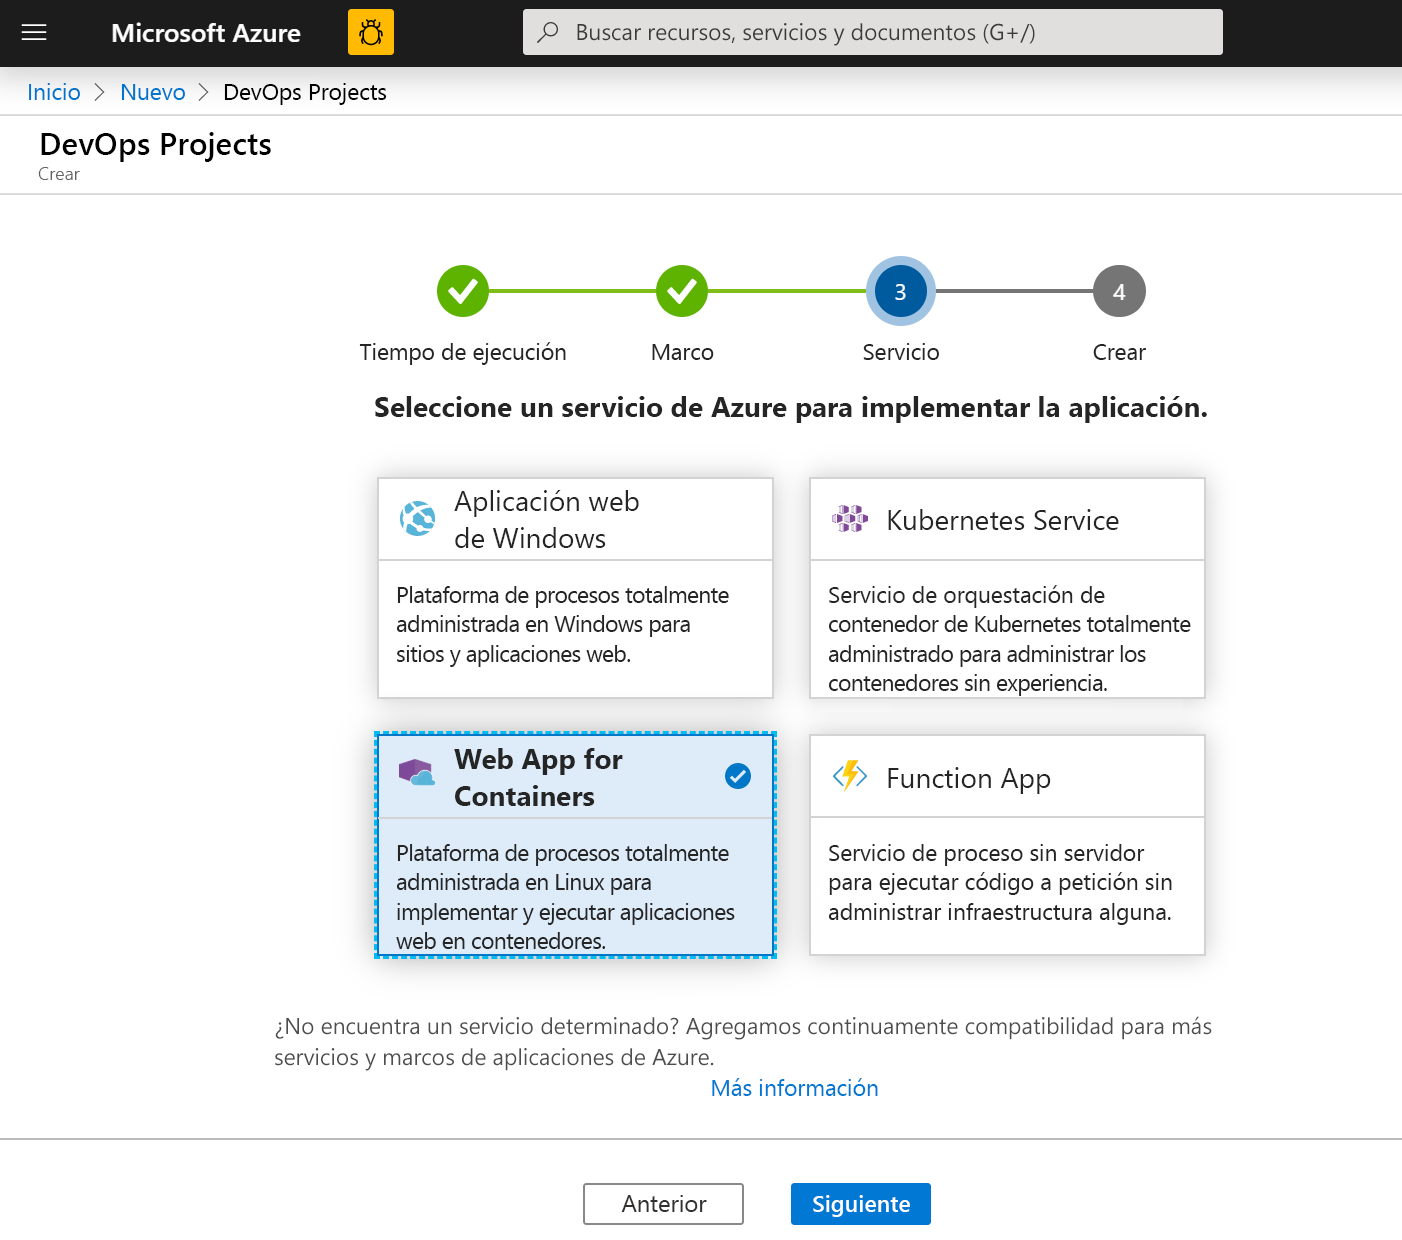 Microsoft Azure
Buscar recursos, servicios y documentos (G+/)
Inicio > Nuevo > DevOps Projects
DevOps Projects
Crear
3
4
Tiempo de ejecución
Marco
Servicio
Crear
Seleccione un servicio de Azure para implementar la aplicación.
Aplicación web
de Windows
Plataforma de procesos totalmente
administrada en Windows para
sitios y aplicaciones web.
Kubernetes Service
Servicio de orquestación de
contenedor de Kubernetes totalmente
administrado para administrar los
contenedores sin experiencia.
Web App for
Containers
Plataforma de procesos totalmente
administrada en Linux para
implementar y ejecutar aplicaciones
web en contenedores.
Function App
Servicio de proceso sin servidor
para ejecutar código a petición sin
administrar infraestructura alguna.
¿No encuentra un servicio determinado? Agregamos continuamente compatibilidad para más
servicios y marcos de aplicaciones de Azure.
Más información
Anterior
Siguiente